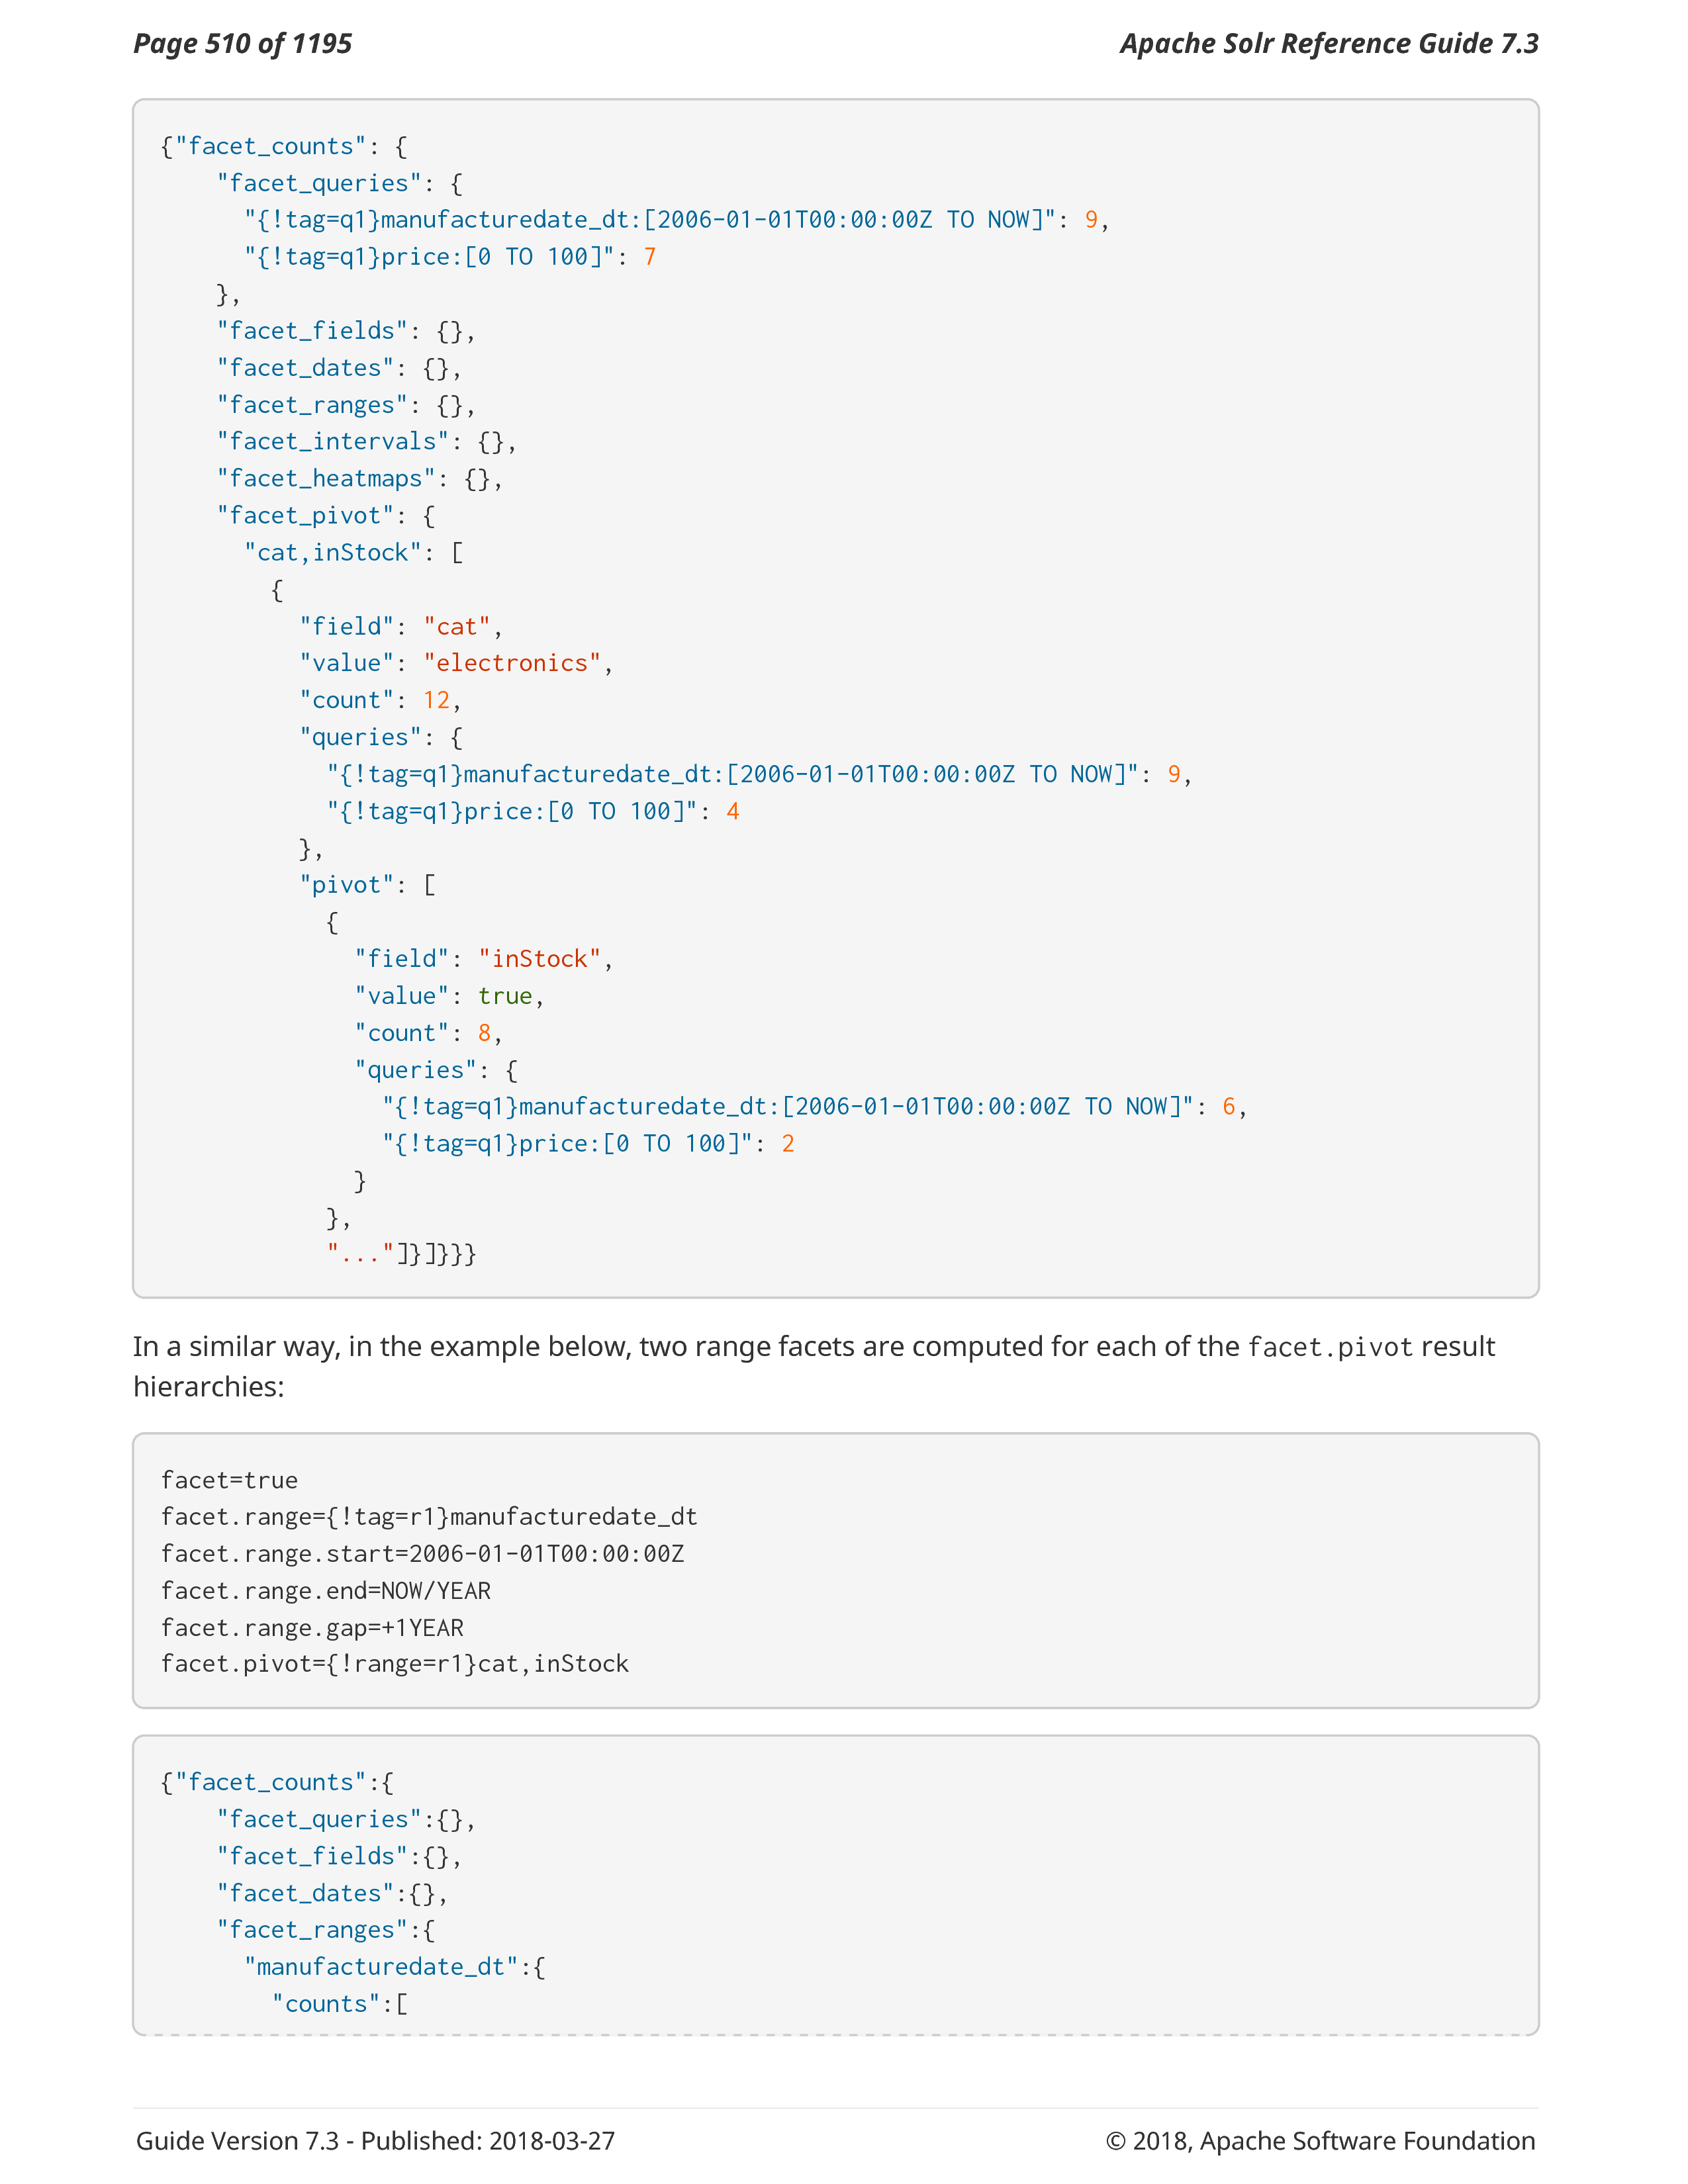 Page 510 of 1195
Apache Solr Reference Guide 7.3
{"facet_counts": {
    "facet_queries": {
      "{!tag=q1}manufacturedate_dt:[2006-01-01T00:00:00Z TO NOW]": 9,
      "{!tag=q1}price:[0 TO 100]": 7
    },
    "facet_fields": {},
    "facet_dates": {},
    "facet_ranges": {},
    "facet_intervals": {},
    "facet_heatmaps": {},
    "facet_pivot": {
      "cat,inStock": [
        {
          "field": "cat",
          "value": "electronics",
          "count": 12,
          "queries": {
            "{!tag=q1}manufacturedate_dt:[2006-01-01T00:00:00Z TO NOW]": 9,
            "{!tag=q1}price:[0 TO 100]": 4
          },
          "pivot": [
            {
              "field": "inStock",
              "value": true,
              "count": 8,
              "queries": {
                "{!tag=q1}manufacturedate_dt:[2006-01-01T00:00:00Z TO NOW]": 6,
                "{!tag=q1}price:[0 TO 100]": 2
              }
            },
            "..."]}]}}}
In a similar way, in the example below, two range facets are computed for each of the facet.pivot result
hierarchies:
facet=true
facet.range={!tag=r1}manufacturedate_dt
facet.range.start=2006-01-01T00:00:00Z
facet.range.end=NOW/YEAR
facet.range.gap=+1YEAR
facet.pivot={!range=r1}cat,inStock
{"facet_counts":{
    "facet_queries":{},
    "facet_fields":{},
    "facet_dates":{},
    "facet_ranges":{
      "manufacturedate_dt":{
        "counts":[
Guide Version 7.3 - Published: 2018-03-27
© 2018, Apache Software Foundation